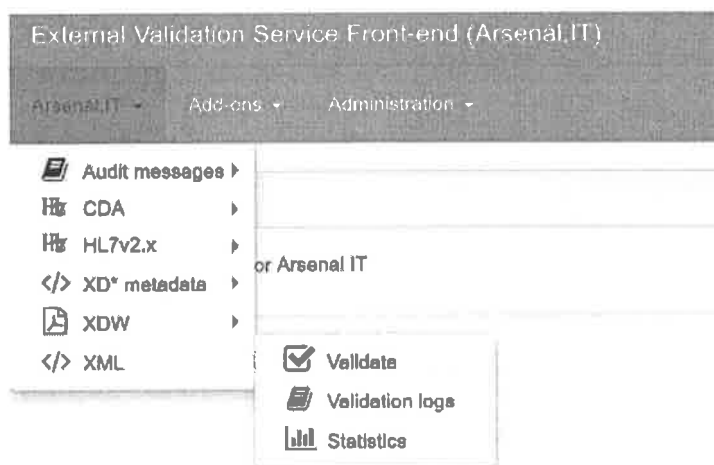 External Validation Service Front-end (Arsenal.IT)
Arsenal.IT Add-ons Administration
Audit messages
CDA
HL7v2.x
or Arsenal IT
XD* metadata
XDW
XML
Validate
Validation logs
Statistics